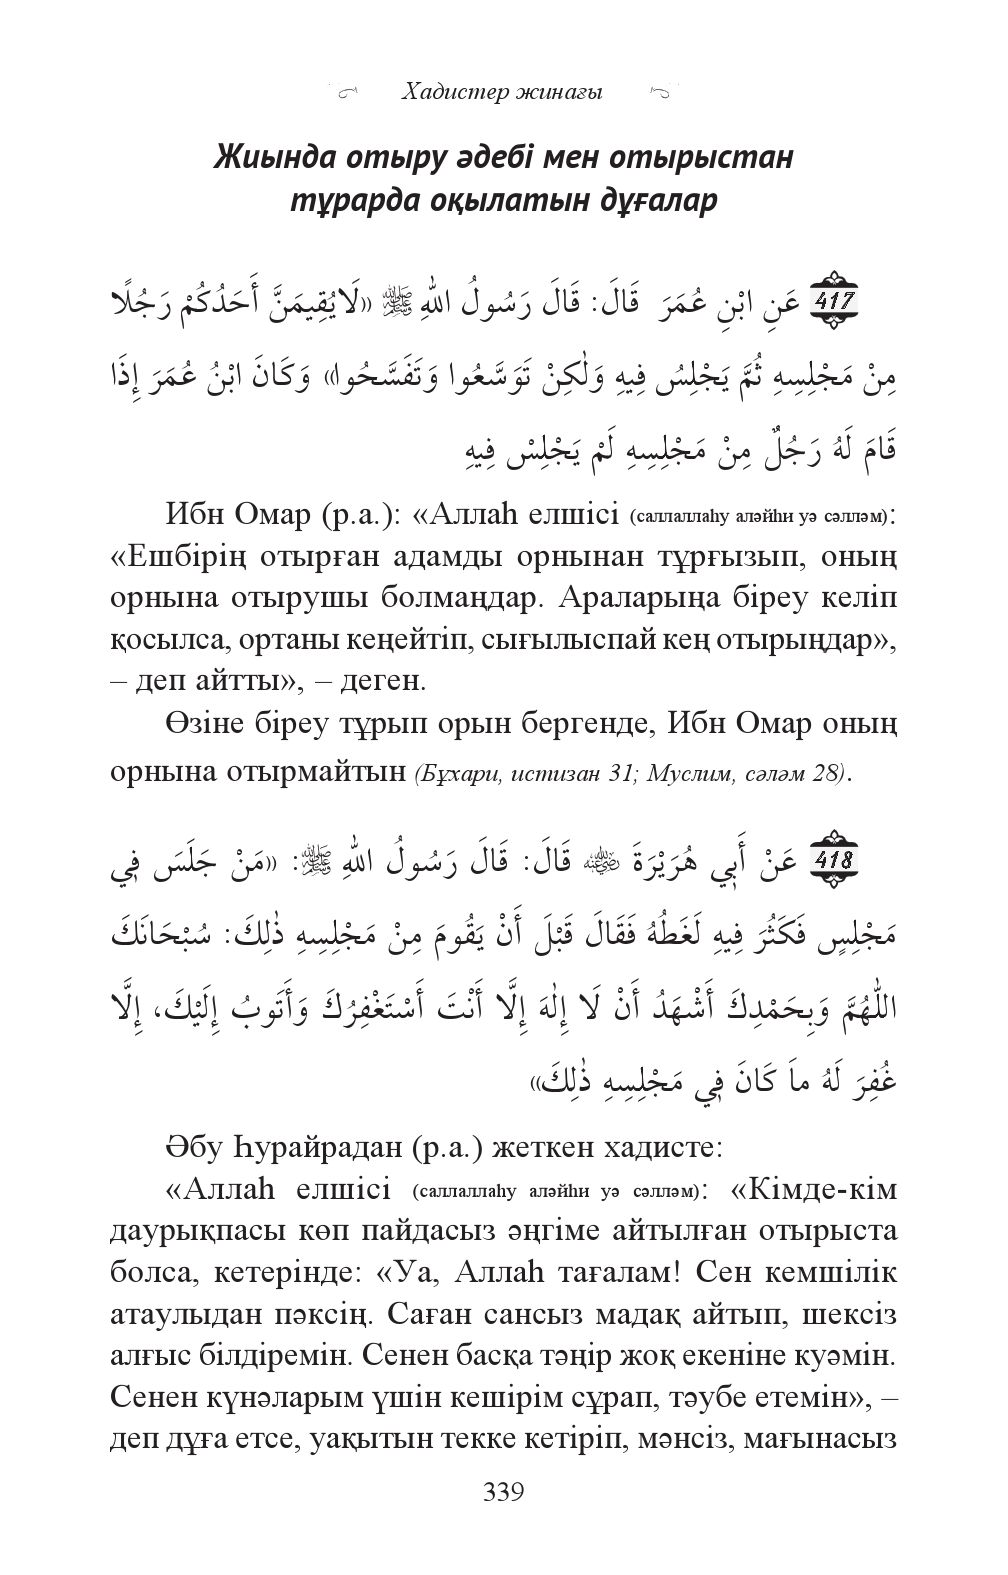 Хадистер жинағы
Жиында отыру әдебі мен отырыстан
тұрарда оқылатын дұғалар
417 عَنِ ابْنِ عُمَرَ قَالَ: قَالَ رَسُولُ اللهِ ﷺ «لَايُقِيمَنَّ أَحَدُكُمْ رَجُلًا
مِنْ مَجْلِسِهِ ثُمَّ يَجْلِسُ فِيهِ وَلٰكِنْ تَوَسَّعُوا وَتَفَسَّحُوا» وَكَانَ ابْنُ عُمَرَ إِذَا
قَامَ لَهُ رَجُلٌ مِنْ مَجْلِسِهِ لَمْ يَجْلِسْ فِيهِ
Ибн Омар (р.а.): «Аллаһ елшісі (саллаллаһу аләйһи уә сәлләм):
«Ешбірің отырған адамды орнынан тұрғызып, оның
орнына отырушы болмаңдар. Араларыңа біреу келіп
қосылса, ортаны кеңейтіп, сығылыспай кең отырыңдар»,
– деп айтты», – деген.
Өзіне біреу тұрып орын бергенде, Ибн Омар оның
орнына отырмайтын (Бұхари, истизан 31; Муслим, сәләм 28).
418 عَنْ أَبِي هُرَيْرَةَ رضي الله عنه قَالَ: قَالَ رَسُولُ اللهِ ﷺ: «مَنْ جَلَسَ فِي
مَجْلِسٍ فَكَثُرَ فِيهِ لَغَطُهُ فَقَالَ قَبْلَ أَنْ يَقُومَ مِنْ مَجْلِسِهِ ذٰلِكَ: سُبْحَانَكَ
اللّٰهُمَّ وَبِحَمْدِكَ أَشْهَدُ أَنْ لَا إِلٰهَ إِلَّا أَنْتَ أَسْتَغْفِرُكَ وَأَتَوبُ إِلَيْكَ، إِلَّا
غُفِرَ لَهُ ماَ كَانَ فِي مَجْلِسِهِ ذٰلِكَ»
Әбу Һурайрадан (р.а.) жеткен хадисте:
«Аллаһ елшісі (саллаллаһу аләйһи уә сәлләм): «Кімде-кім
даурықпасы көп пайдасыз әңгіме айтылған отырыста
болса, кетерінде: «Уа, Аллаһ тағалам! Сен кемшілік
атаулыдан пәксің. Саған сансыз мадақ айтып, шексіз
алғыс білдіремін. Сенен басқа тәңір жоқ екеніне куәмін.
Сенен күнәларым үшін кешірім сұрап, тәубе етемін», –
деп дұға етсе, уақытын текке кетіріп, мәнсіз, мағынасыз
339